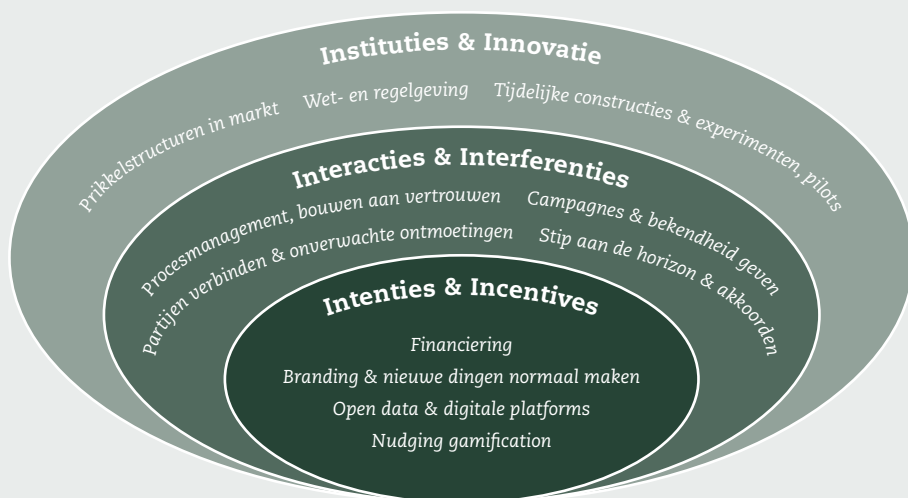 Instituties & Innovatie
Prikkelstructuren in markt
Wet- en regelgeving
Tijdelijke constructies & experimenten, pilots
Interacties & Interferenties
Procesmanagement, bouwen aan vertrouwen
Campagnes & bekendheid geven
Partijen verbinden & onverwachte ontmoetingen
Stip aan de horizon & akkoorden
Intenties & Incentives
Financiering
Branding & nieuwe dingen normaal maken
Open data & digitale platforms
Nudging gamification